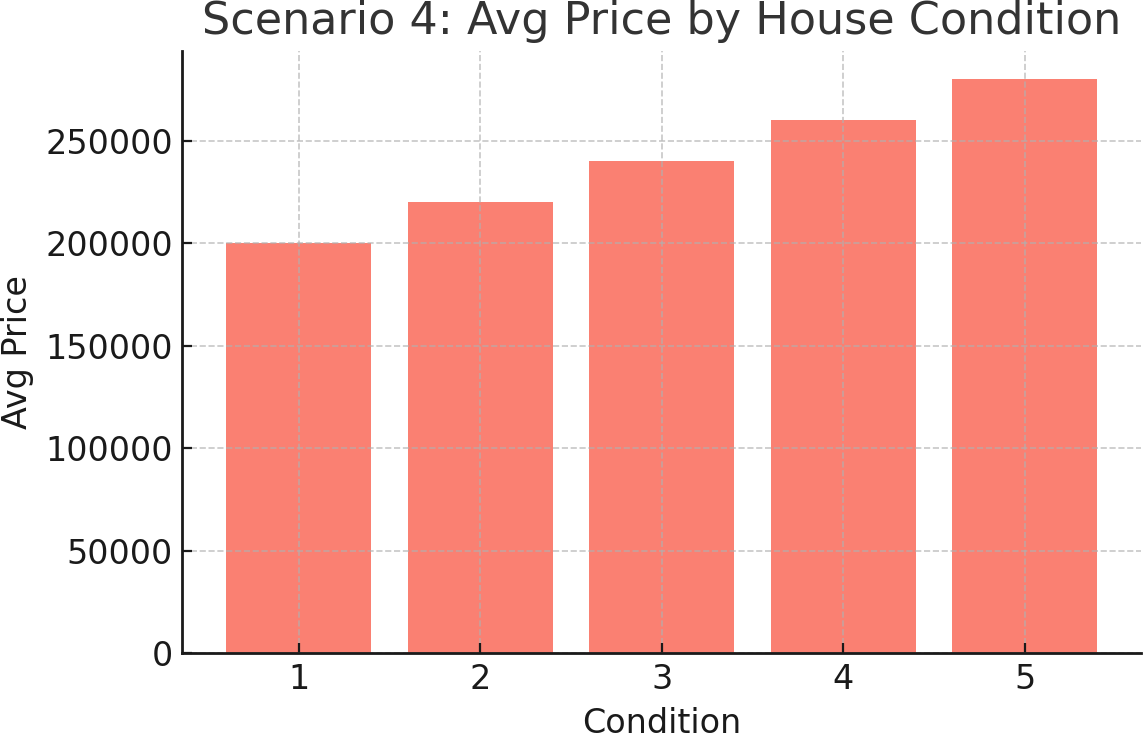 Scenario 4: Avg Price by House Condition
250000
200000
150000
100000
50000
0
Avg Price
1 2 3 4 5
Condition